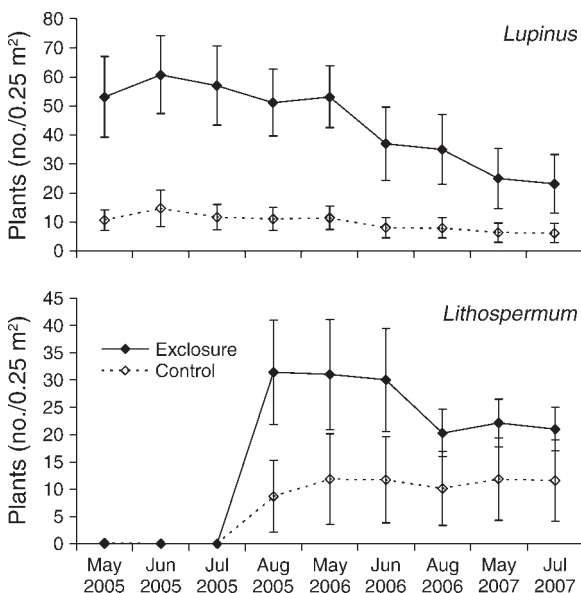 Lupinus
Plants (no./0.25 m²)
80
70
60
50
40
30
20
10
0
Lithospermum
Plants (no./0.25 m²)
45
40
35
30
25
20
15
10
5
0
Exclosure
Control
May Jun Jul Aug May Jun Aug May Jul
2005 2005 2005 2005 2006 2006 2006 2007 2007